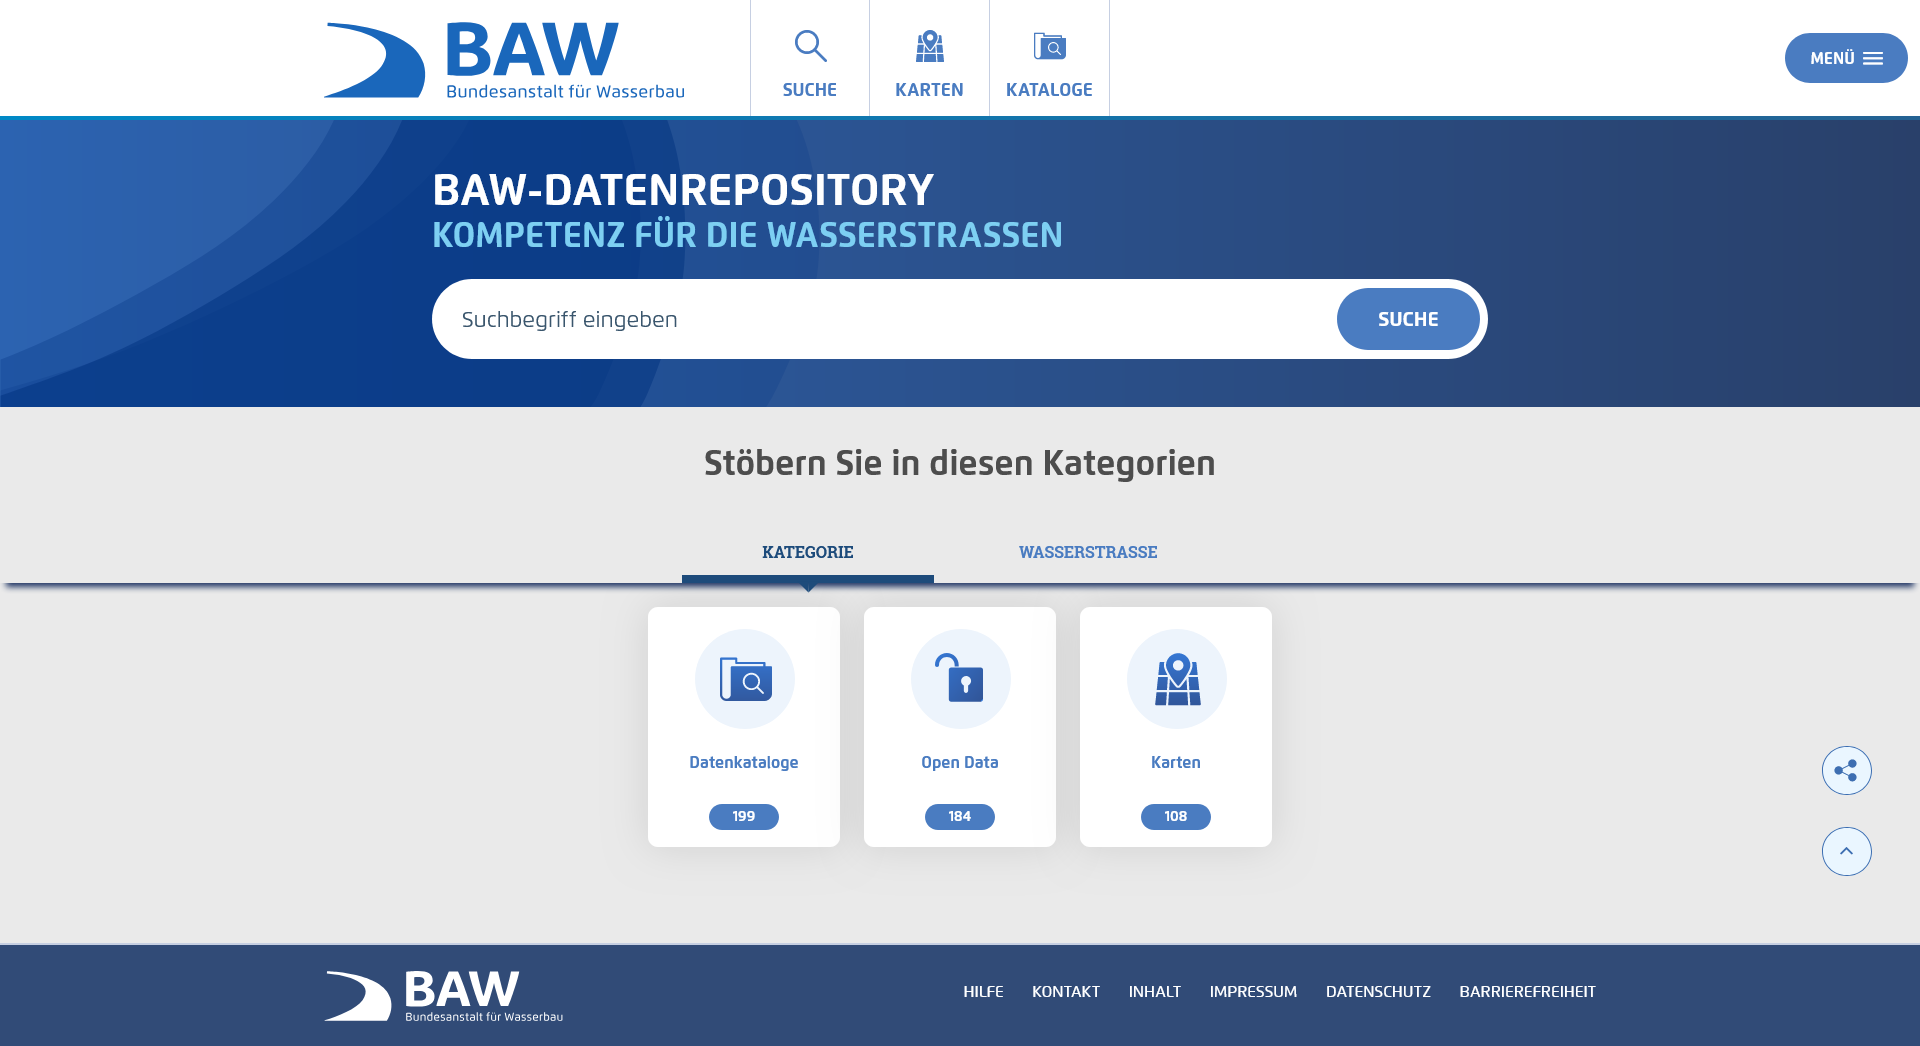 BAW
Bundesanstalt für Wasserbau
SUCHE
KARTEN
KATALOGE
MENÜ
BAW-DATENREPOSITORY
KOMPETENZ FÜR DIE WASSERSTRASSEN
Suchbegriff eingeben
SUCHE
Stöbern Sie in diesen Kategorien
KATEGORIE
WASSERSTRASSE
Datenkataloge
Open Data
Karten
199
184
108
BAW
Bundesanstalt für Wasserbau
HILFE
KONTAKT
INHALT
IMPRESSUM
DATENSCHUTZ
BARRIEREFREIHEIT